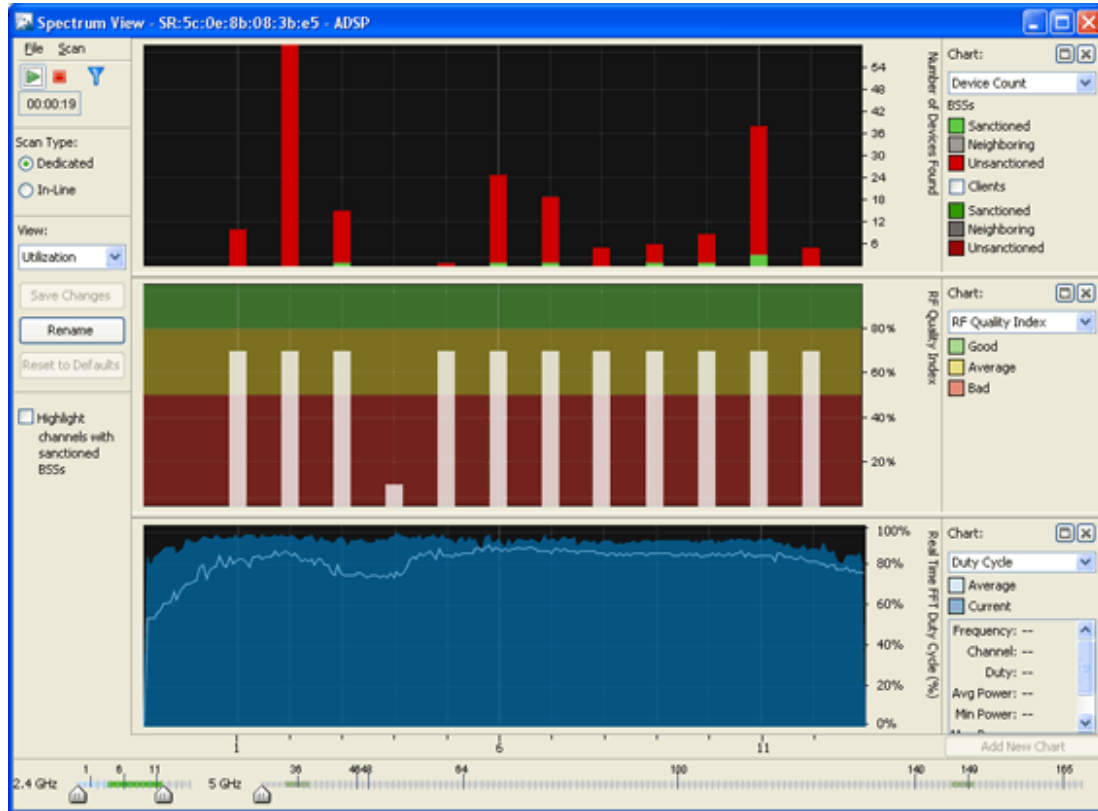 Spectrum View - SR:5c:0e:8b:08:3b:e5 - ADSP
File Scan
00:00:19
Scan Type:
Dedicated
In-Line
View:
Utilization
Save Changes
Rename
Reset to Defaults
Highlight
channels with
sanctioned
BSSs
54
48
42
36
30
24
18
12
6
Number of Devices Found
Chart:
Device Count
BSSs
Sanctioned
Neighboring
Unsanctioned
Clients
Sanctioned
Neighboring
Unsanctioned
80%
60%
40%
20%
RF Quality Index
Chart:
RF Quality Index
Good
Average
Bad
100%
80%
60%
40%
20%
0%
Real Time FFT Duty Cycle (%)
Chart:
Duty Cycle
Average
Current
Frequency: --
Channel: --
Duty: --
Avg Power: --
Min Power: --
Add New Chart
1 6 11
2.4 GHz 1 6 11 5 GHz 36 4648 64 100 140 149 165